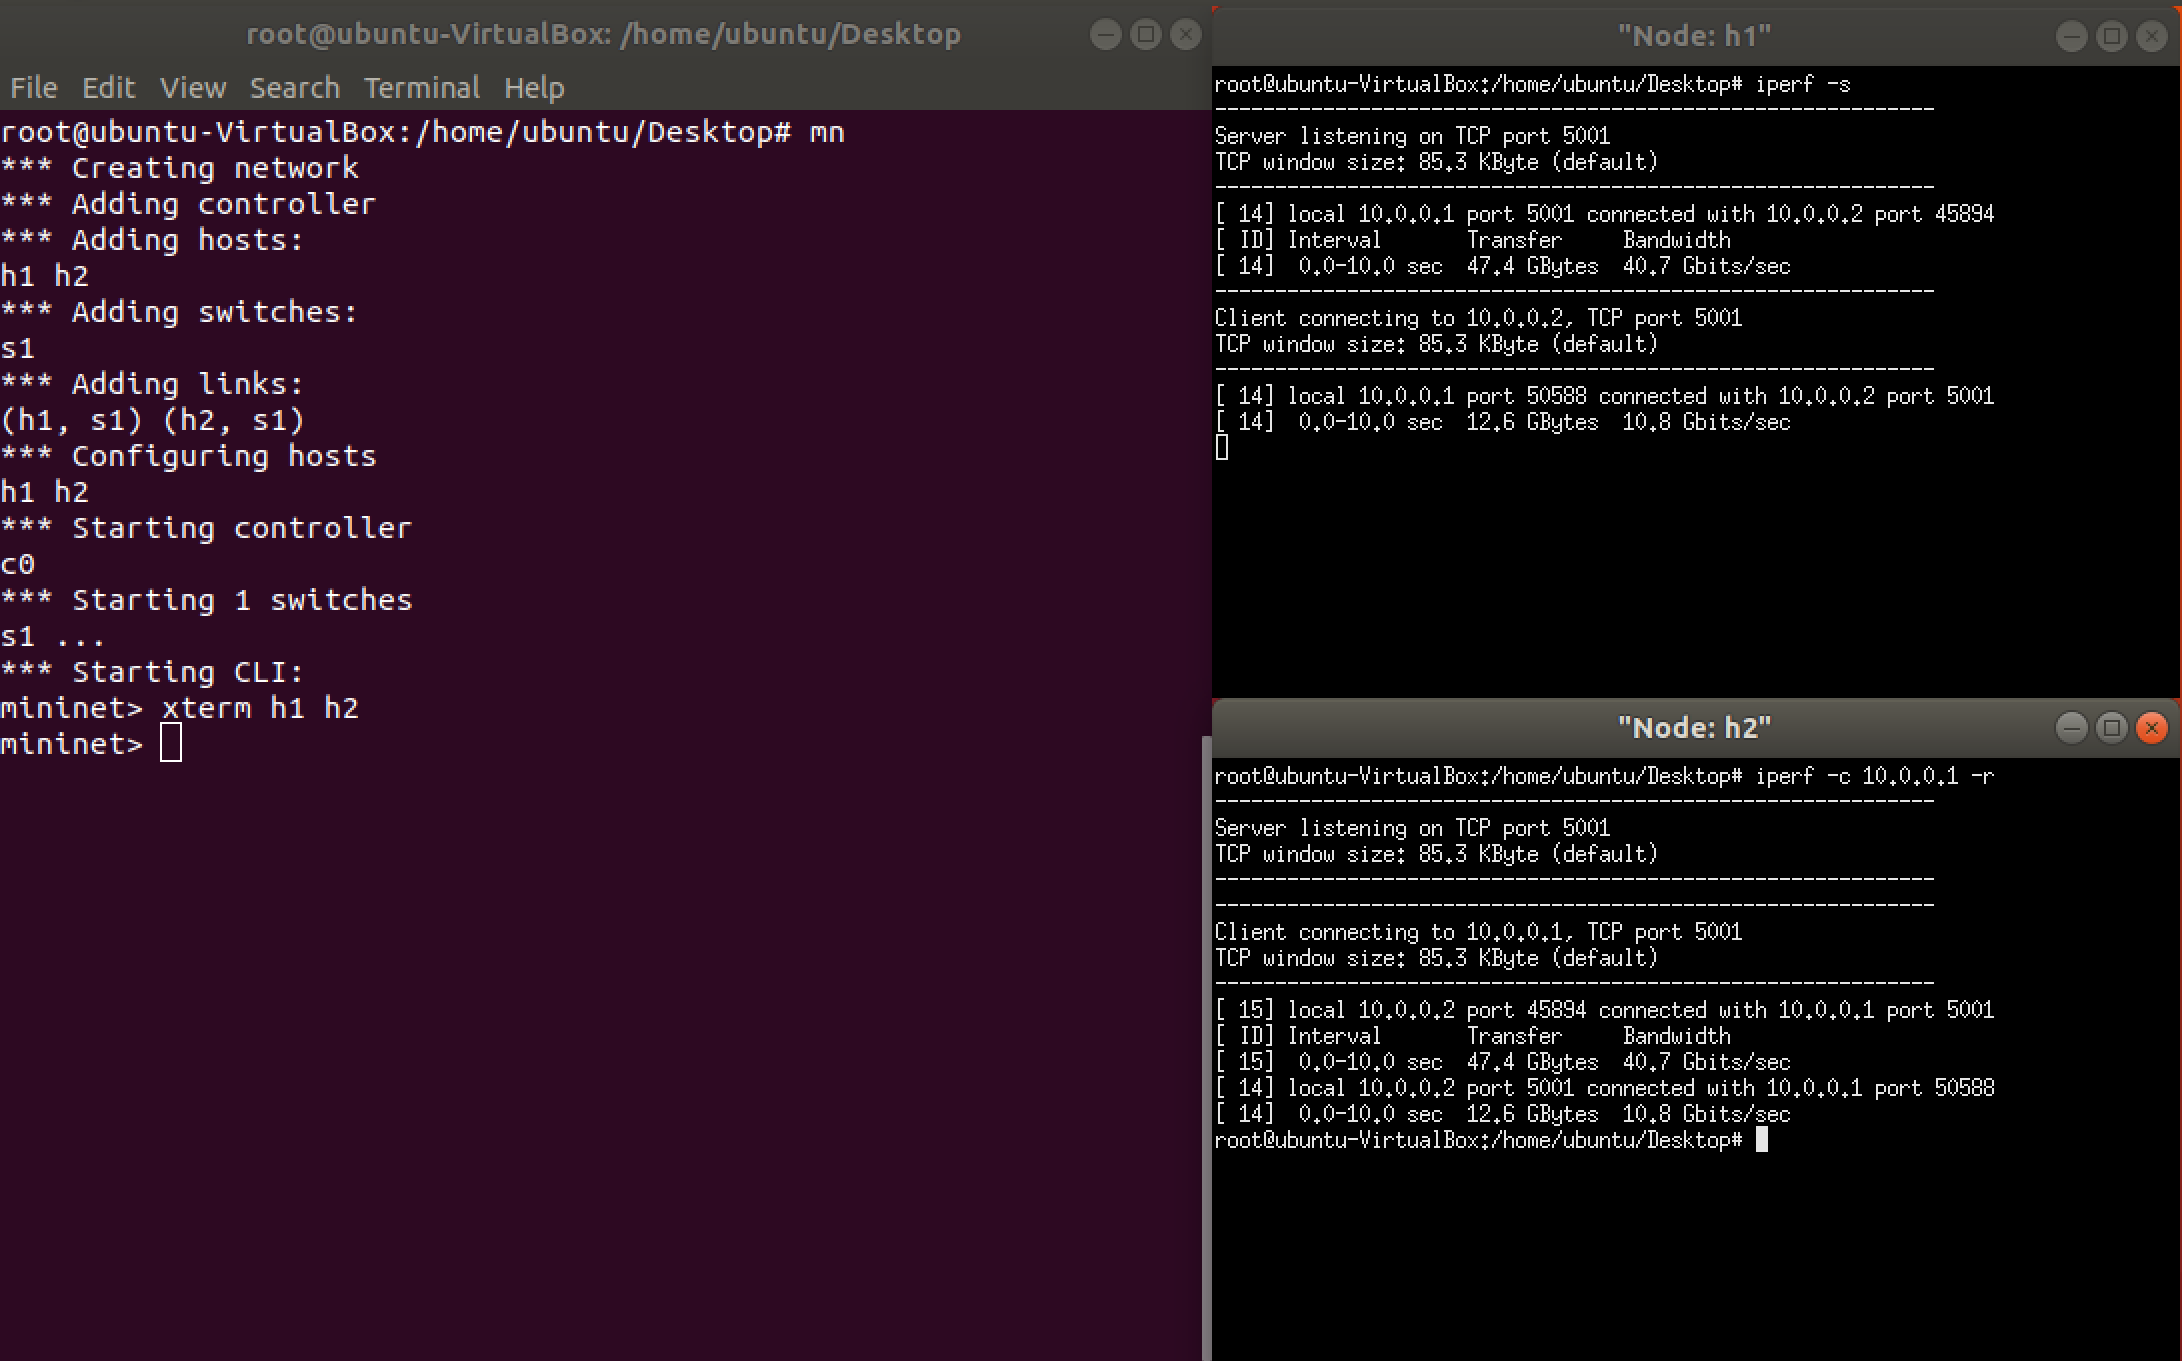 root@ubuntu-VirtualBox: /home/ubuntu/Desktop
File Edit View Search Terminal Help
root@ubuntu-VirtualBox:/home/ubuntu/Desktop# mn
*** Creating network
*** Adding controller
*** Adding hosts:
h1 h2
*** Adding switches:
s1
*** Adding links:
(h1, s1) (h2, s1)
*** Configuring hosts
h1 h2
*** Starting controller
c0
*** Starting 1 switches
s1 ...
*** Starting CLI:
mininet> xterm h1 h2
mininet>
"Node: h1"
root@ubuntu-VirtualBox:/home/ubuntu/Desktop# iperf -s
------------------------------------------------------------
Server listening on TCP port 5001
TCP window size: 85.3 KByte (default)
------------------------------------------------------------
[ 14] local 10.0.0.1 port 5001 connected with 10.0.0.2 port 45894
[ ID] Interval       Transfer     Bandwidth
[ 14]  0.0-10.0 sec  47.4 GBytes  40.7 Gbits/sec
------------------------------------------------------------
Client connecting to 10.0.0.2, TCP port 5001
TCP window size: 85.3 KByte (default)
------------------------------------------------------------
[ 14] local 10.0.0.1 port 50588 connected with 10.0.0.2 port 5001
[ 14]  0.0-10.0 sec  12.6 GBytes  10.8 Gbits/sec
"Node: h2"
root@ubuntu-VirtualBox:/home/ubuntu/Desktop# iperf -c 10.0.0.1 -r
------------------------------------------------------------
Server listening on TCP port 5001
TCP window size: 85.3 KByte (default)
------------------------------------------------------------
------------------------------------------------------------
Client connecting to 10.0.0.1, TCP port 5001
TCP window size: 85.3 KByte (default)
------------------------------------------------------------
[ 15] local 10.0.0.2 port 45894 connected with 10.0.0.1 port 5001
[ ID] Interval       Transfer     Bandwidth
[ 15]  0.0-10.0 sec  47.4 GBytes  40.7 Gbits/sec
[ 14] local 10.0.0.2 port 5001 connected with 10.0.0.1 port 50588
[ 14]  0.0-10.0 sec  12.6 GBytes  10.8 Gbits/sec
root@ubuntu-VirtualBox:/home/ubuntu/Desktop#